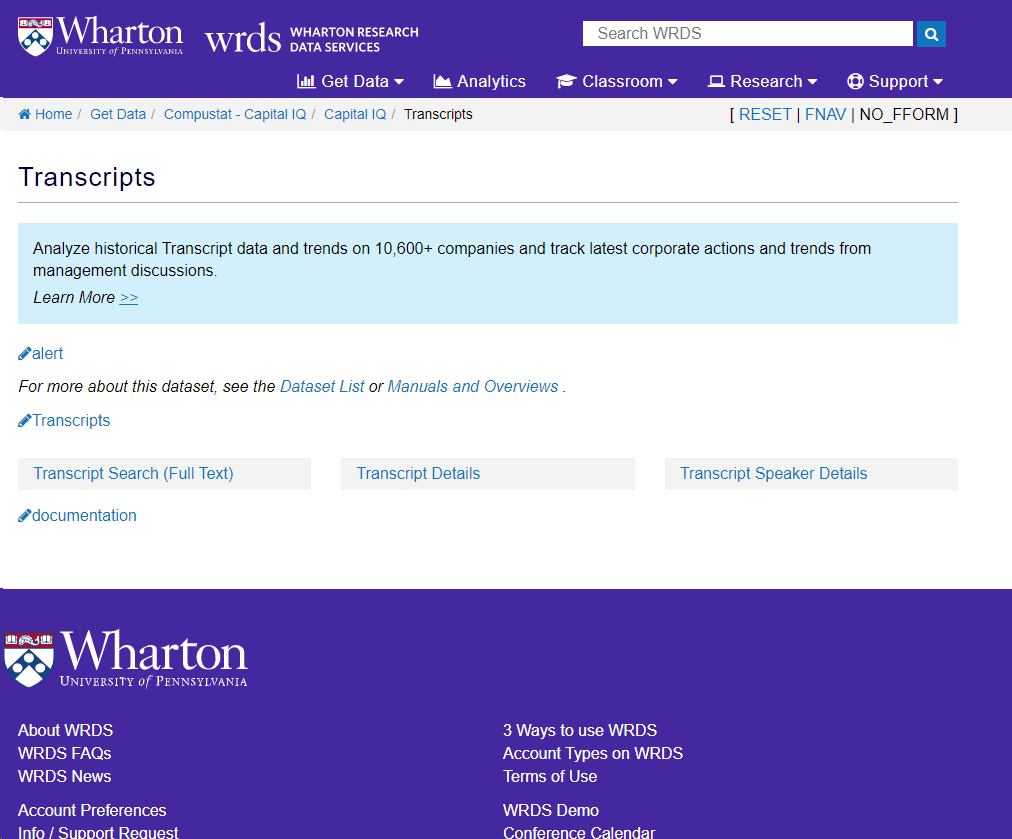 Wharton
UNIVERSITY of PENNSYLVANIA
wrds
WHARTON RESEARCH
DATA SERVICES
Search WRDS
Get Data
Analytics
Classroom
Research
Support
Home / Get Data / Compustat - Capital IQ / Capital IQ / Transcripts
[ RESET | FNAV | NO_FFORM ]
Transcripts
Analyze historical Transcript data and trends on 10,600+ companies and track latest corporate actions and trends from
management discussions.
Learn More >>
alert
For more about this dataset, see the Dataset List or Manuals and Overviews .
Transcripts
Transcript Search (Full Text)
Transcript Details
Transcript Speaker Details
documentation
Wharton
UNIVERSITY of PENNSYLVANIA
About WRDS
WRDS FAQs
WRDS News
Account Preferences
Info / Support Request
3 Ways to use WRDS
Account Types on WRDS
Terms of Use
WRDS Demo
Conference Calendar